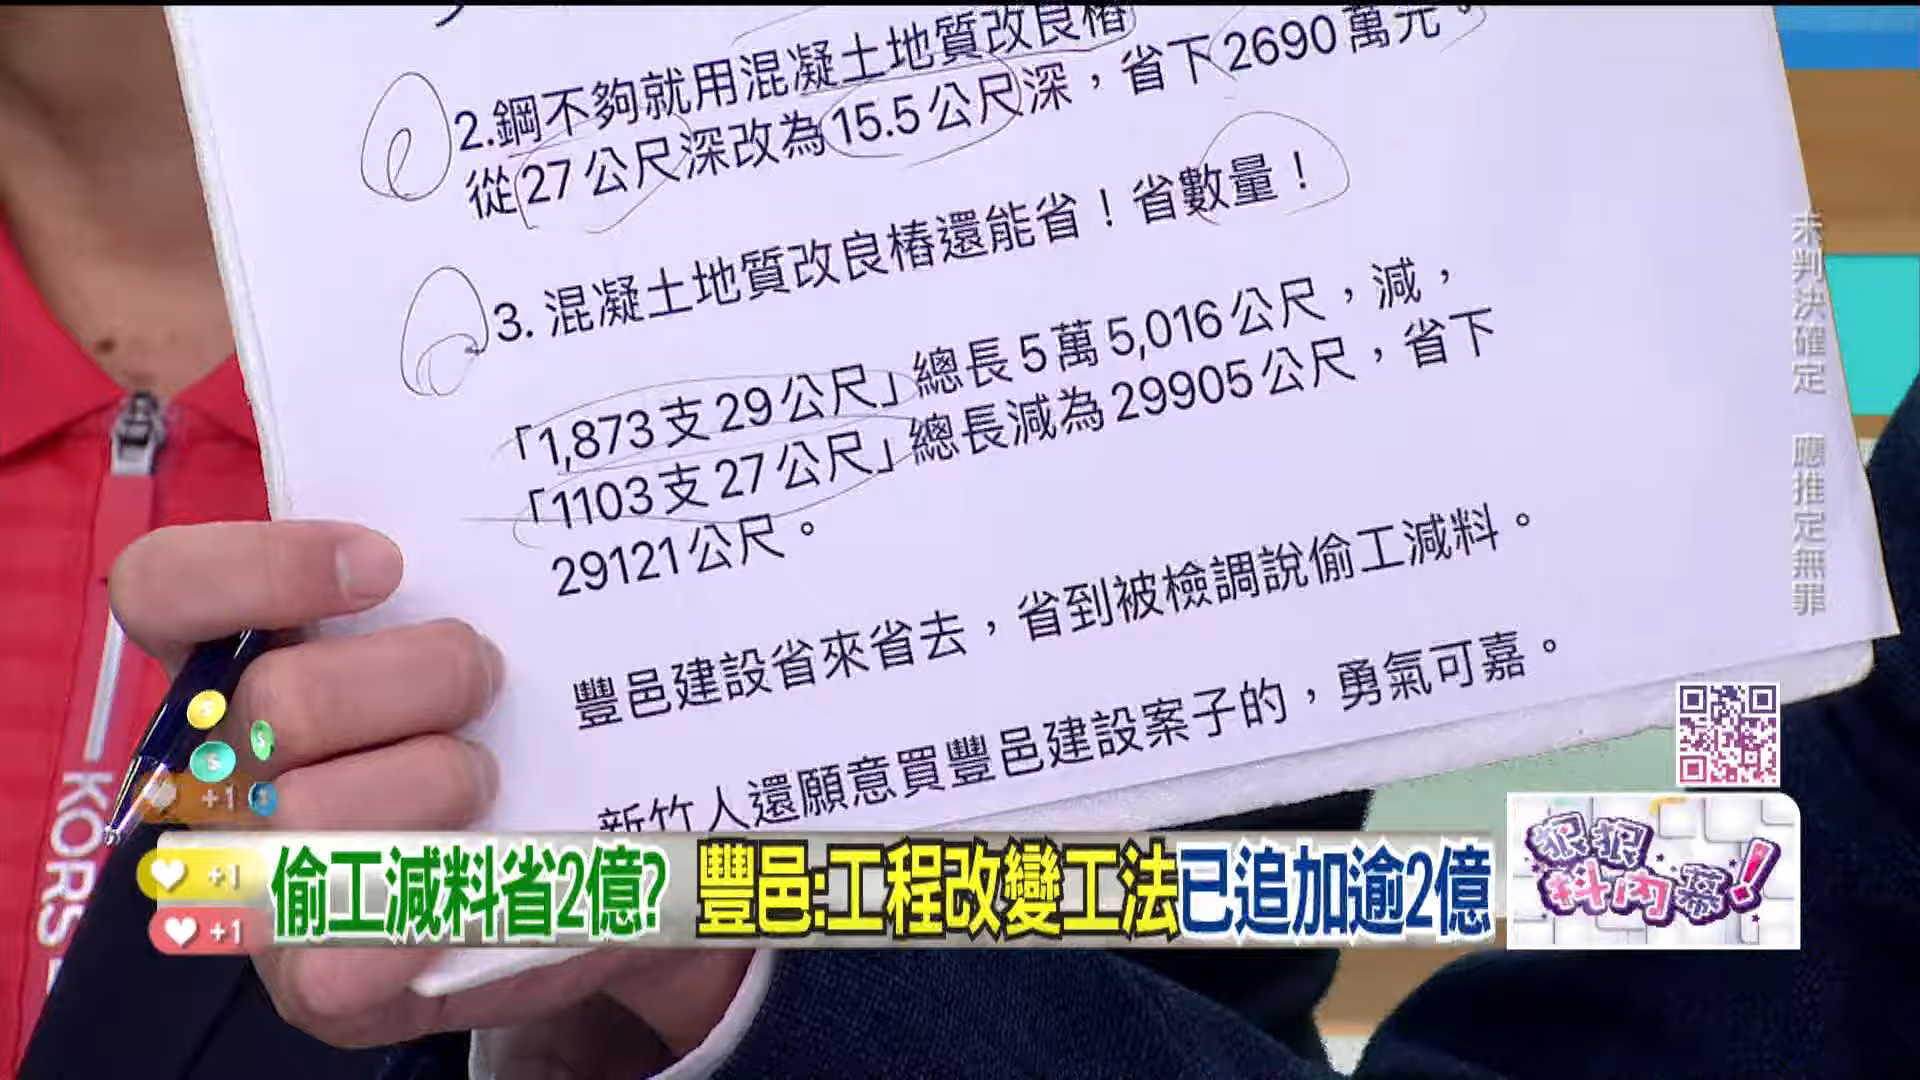 2.鋼不夠就用混凝土地質改良樁
從27公尺深改為15.5公尺深，省下2690萬元。
3. 混凝土地質改良樁還能省！省數量！
「1,873支29公尺」總長5萬5,016公尺，減，
「1103支27公尺」總長減為29905公尺，省下
29121公尺。
豐邑建設省來省去，省到被檢調說偷工減料。
新竹人還願意買豐邑建設案子的，勇氣可嘉。
未判決確定 應推定無罪
KORS
+1
+1
+1
偷工減料省2億? 豐邑:工程改變工法已追加逾2億
狠狠
料內幕!